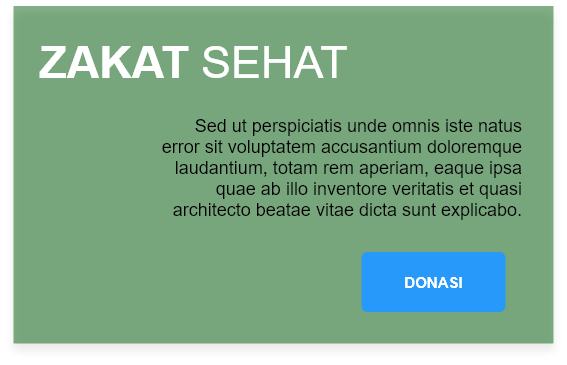 ZAKAT SEHAT
Sed ut perspiciatis unde omnis iste natus
error sit voluptatem accusantium doloremque
laudantium, totam rem aperiam, eaque ipsa
quae ab illo inventore veritatis et quasi
architecto beatae vitae dicta sunt explicabo.
DONASI